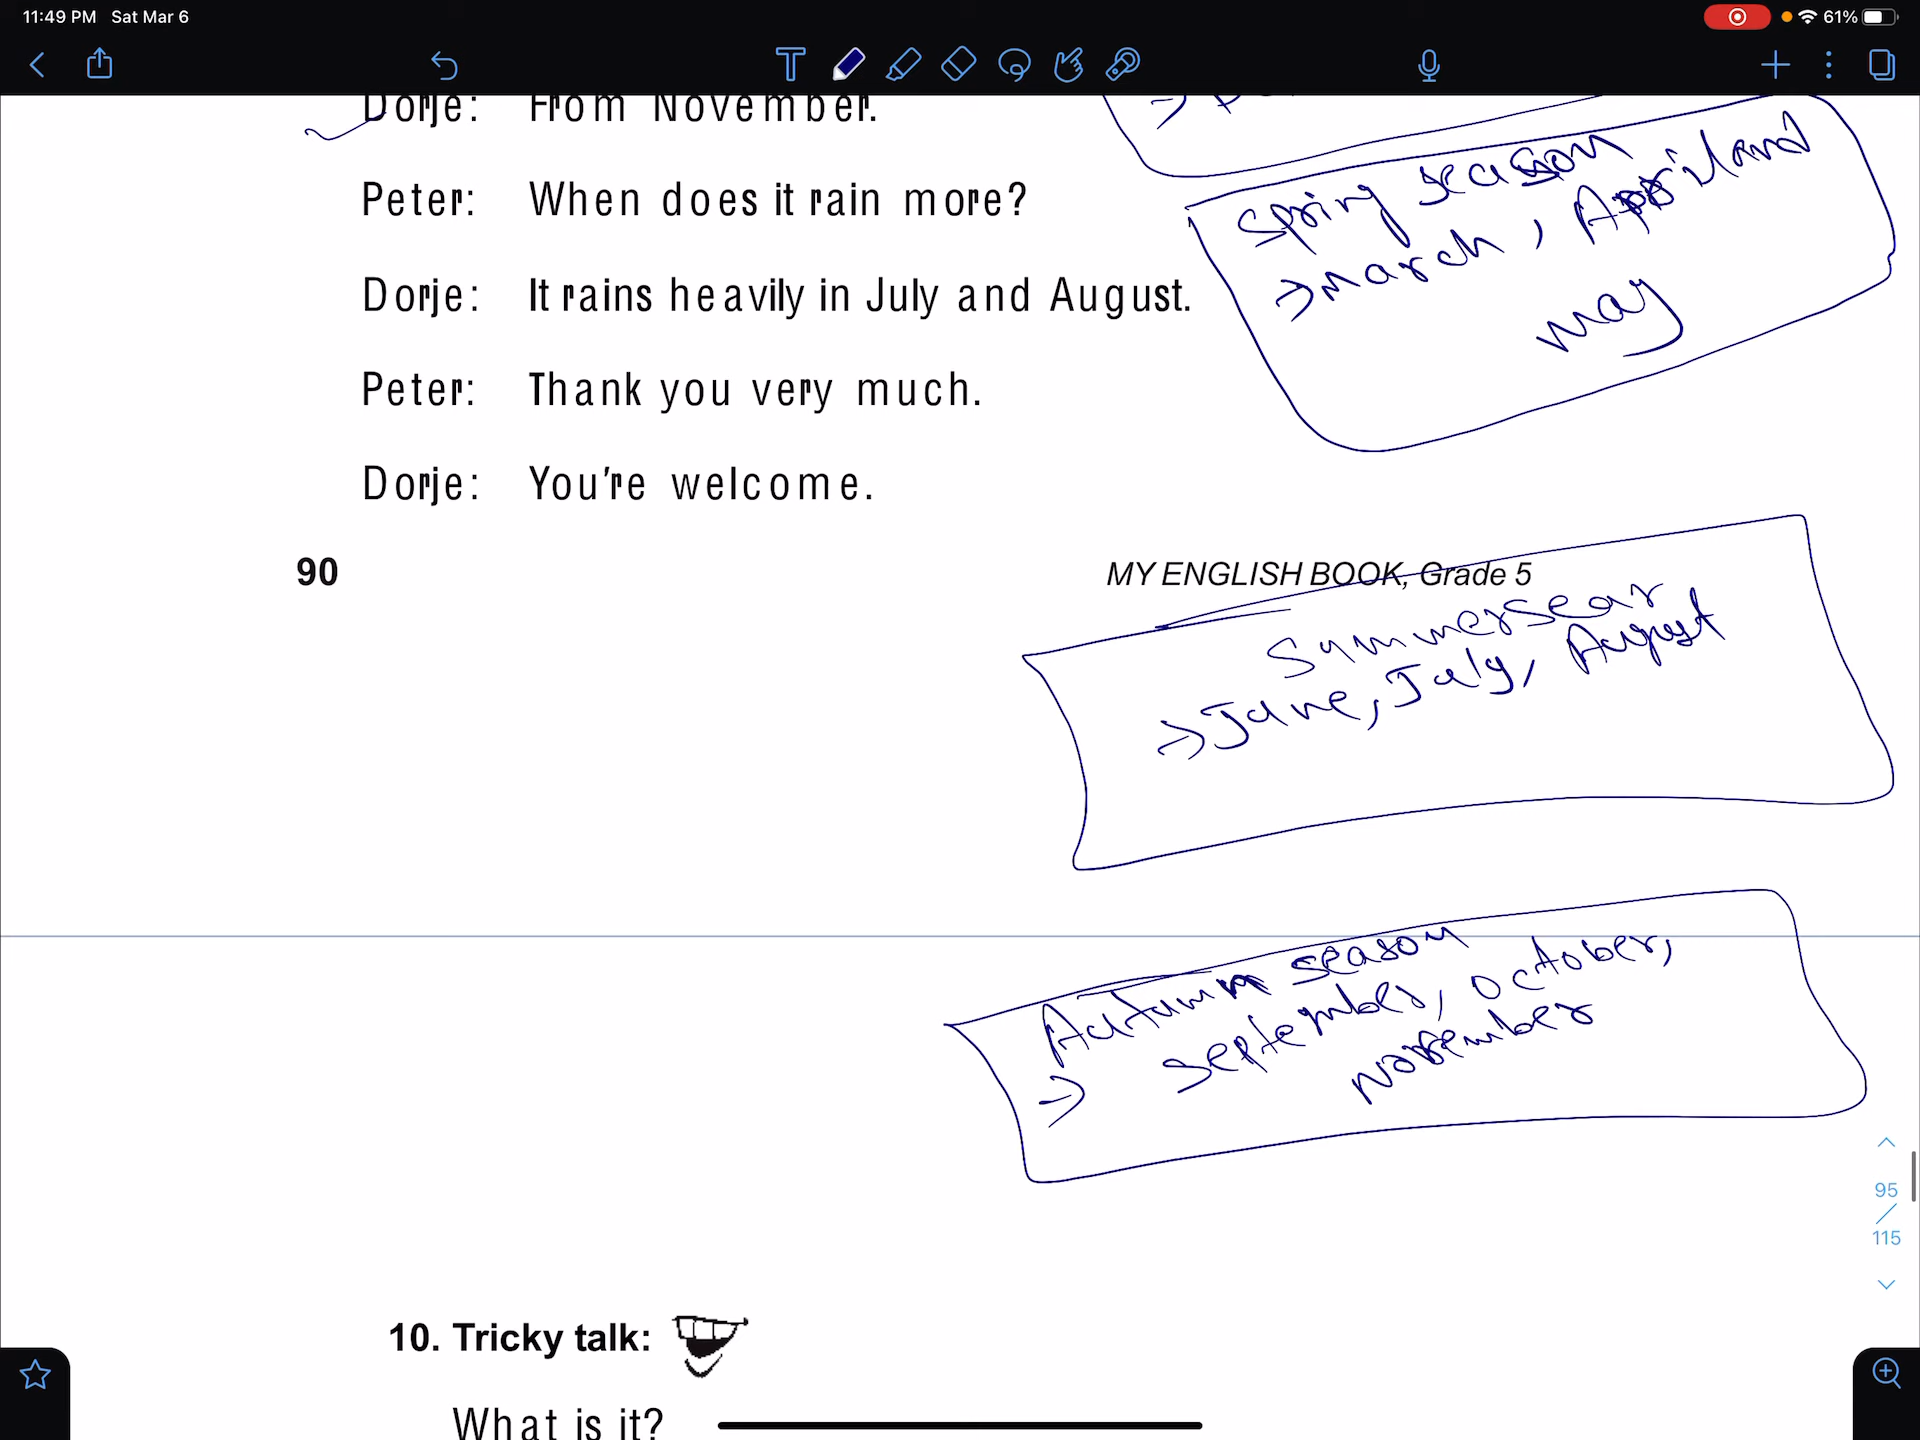 11:49 PM Sat Mar 6
61%
Dorje: From November.
Peter: When does it rain more?
Dorje: It rains heavily in July and August.
Peter: Thank you very much.
Dorje: You're welcome.
Spring season
→ March, April and
may
90
MY ENGLISH BOOK, Grade 5
Summer
→ June, July, August
Autumn season
→ September, October,
November
95
/
115
10. Tricky talk:
What is it?